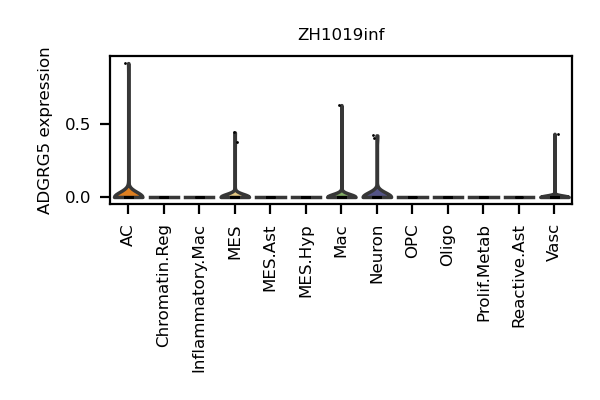 ZH1019inf
ADGRG5 expression
0.5
0.0
AC
Chromatin.Reg
Inflammatory.Mac
MES
MES.Ast
MES.Hyp
Mac
Neuron
OPC
Oligo
Prolif.Metab
Reactive.Ast
Vasc